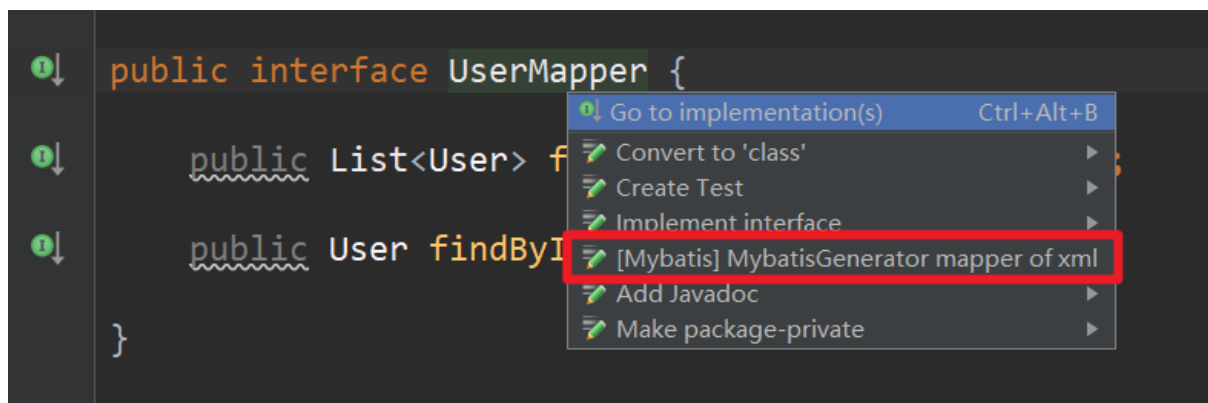 public interface UserMapper {
Go to implementation(s) Ctrl+Alt+B
public List<User> f
Convert to 'class'
Create Test
Implement interface
public User findByI
[Mybatis] MybatisGenerator mapper of xml
Add Javadoc
Make package-private
}